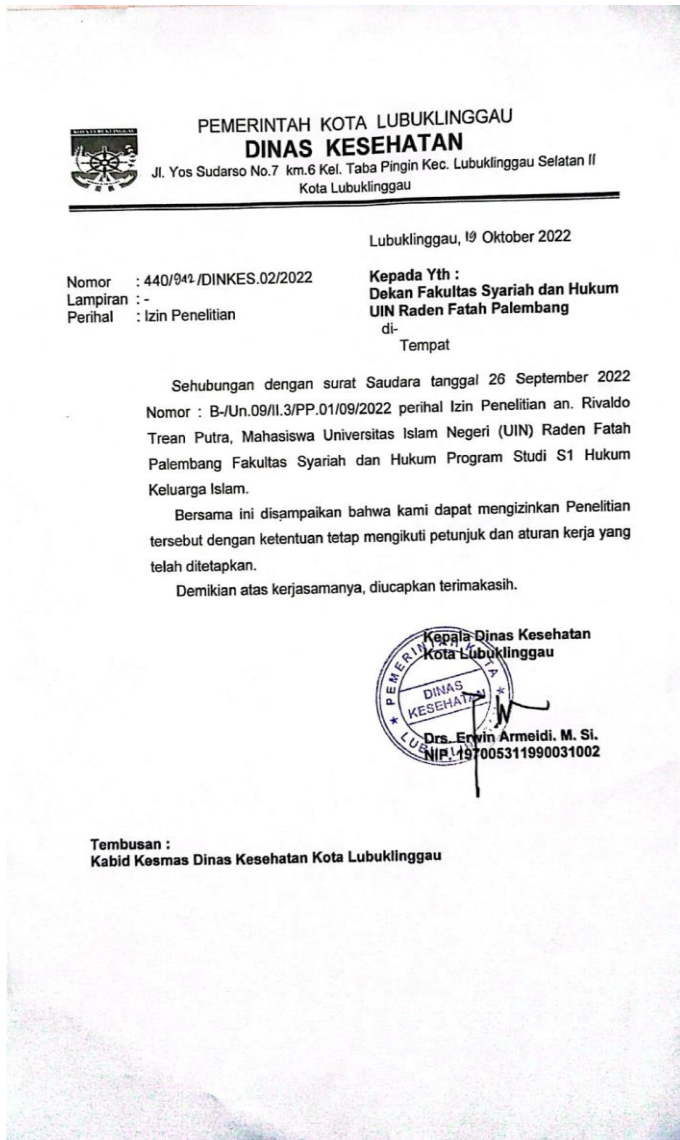 PEMERINTAH KOTA LUBUKLINGGAU
DINAS KESEHATAN
Jl. Yos Sudarso No.7 km.6 Kel. Taba Pingin Kec. Lubuklinggau Selatan II
Kota Lubuklinggau
Lubuklinggau, 19 Oktober 2022
Nomor : 440/942/DINKES.02/2022
Lampiran : -
Perihal : Izin Penelitian
Kepada Yth :
Dekan Fakultas Syariah dan Hukum
UIN Raden Fatah Palembang
di-
Tempat
Sehubungan dengan surat Saudara tanggal 26 September 2022
Nomor : B-/Un.09/II.3/PP.01/09/2022 perihal Izin Penelitian an. Rivaldo
Trean Putra, Mahasiswa Universitas Islam Negeri (UIN) Raden Fatah
Palembang Fakultas Syariah dan Hukum Program Studi S1 Hukum
Keluarga Islam.
Bersama ini disampaikan bahwa kami dapat mengizinkan Penelitian
tersebut dengan ketentuan tetap mengikuti petunjuk dan aturan kerja yang
telah ditetapkan.
Demikian atas kerjasamanya, diucapkan terimakasih.
Kepala Dinas Kesehatan
Kota Lubuklinggau
PEMERINTAH KOTA
DINAS
KESEHATAN
Drs. Erwin Armeidi. M. Si.
NIP. 197005311990031002
Tembusan :
Kabid Kesmas Dinas Kesehatan Kota Lubuklinggau